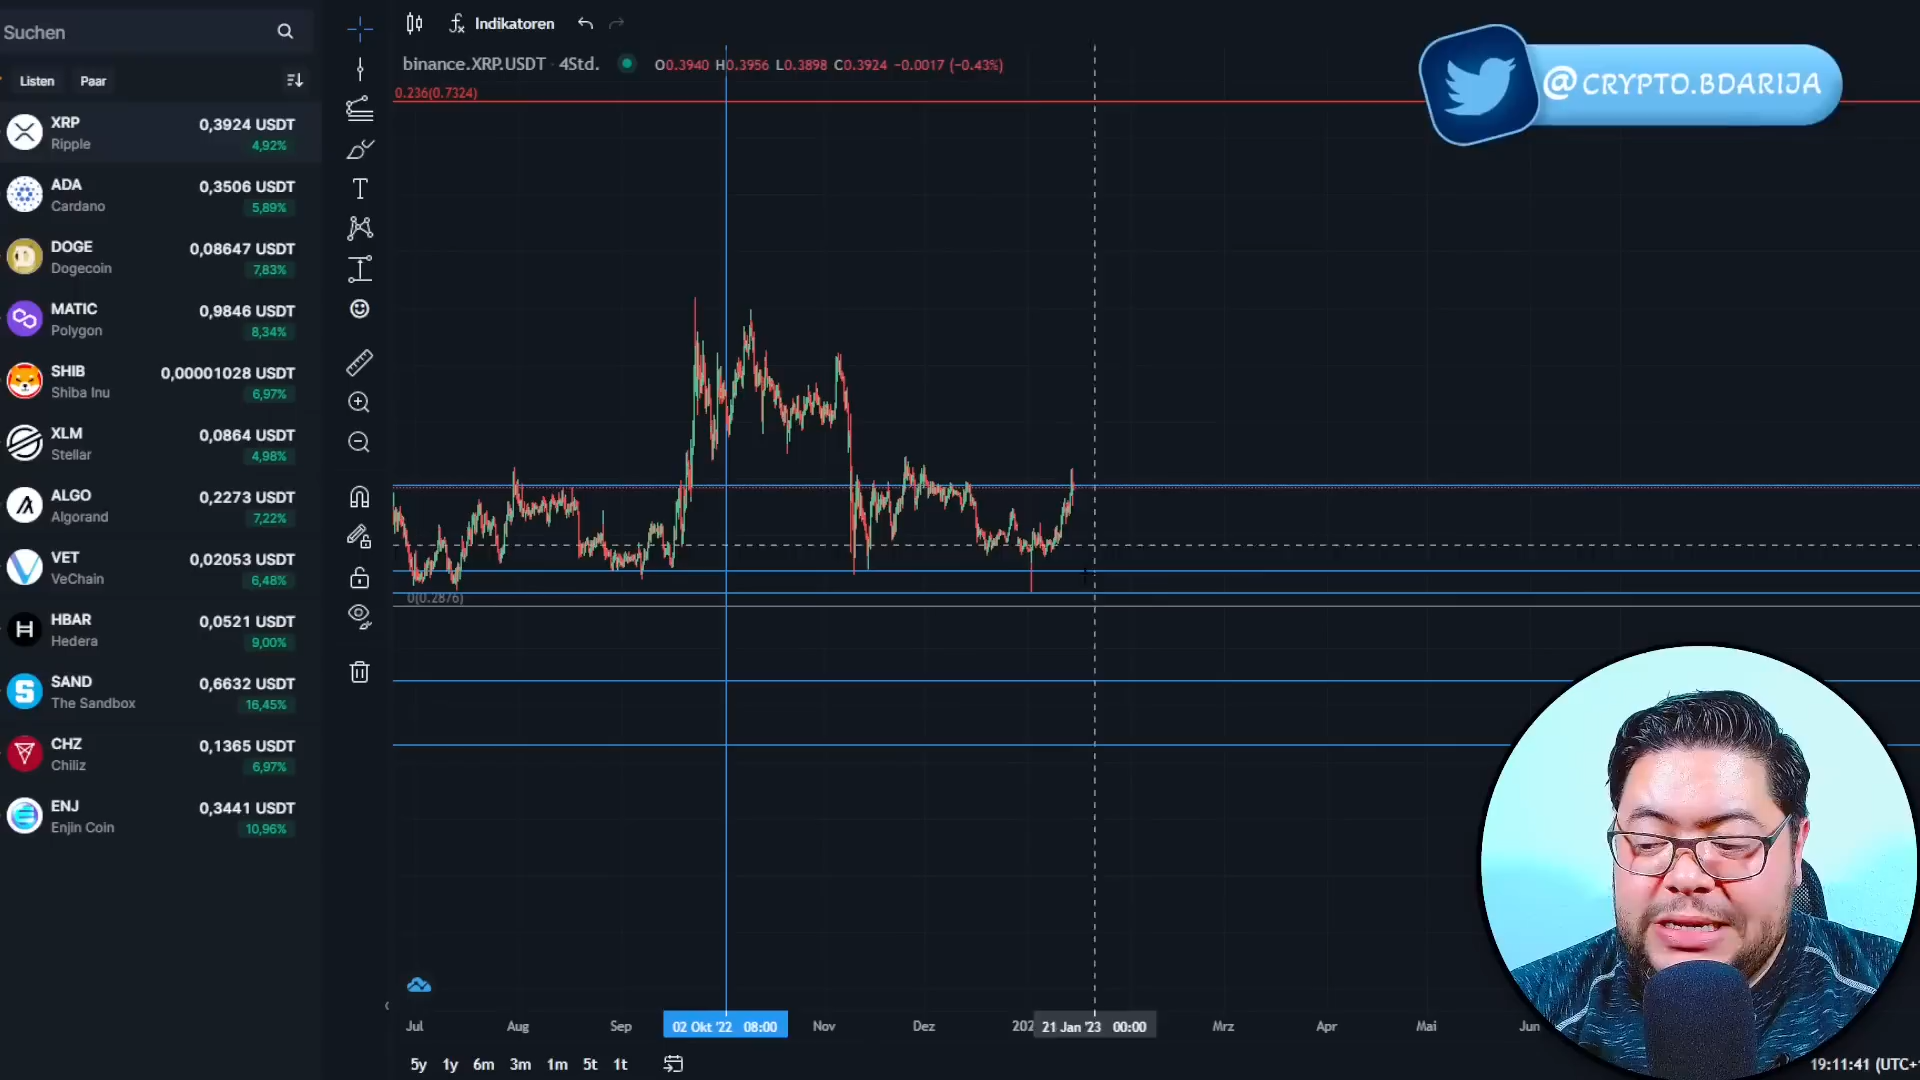 Suchen
Listen Paar
XRP 0,3924 USDT
Ripple 4,92%
ADA 0,3506 USDT
Cardano 5,89%
DOGE 0,08647 USDT
Dogecoin 7,83%
MATIC 0,9846 USDT
Polygon 8,34%
SHIB 0,00001028 USDT
Shiba Inu 6,97%
XLM 0,0864 USDT
Stellar 4,98%
ALGO 0,2273 USDT
Algorand 7,22%
VET 0,02053 USDT
VeChain 6,48%
HBAR 0,0521 USDT
Hedera 9,00%
SAND 0,6632 USDT
The Sandbox 16,45%
CHZ 0,1365 USDT
Chiliz 6,97%
ENJ 0,3441 USDT
Enjin Coin 10,96%
Indikatoren
binance.XRP.USDT · 4Std. O0.3940 H0.3956 L0.3898 C0.3924 −0.0017 (−0.43%)
0.236(0.7324)
@CRYPTO.BDARIJA
0(0.2876)
Jul Aug Sep 02 Okt '22 08:00 Nov Dez 202 21 Jan '23 00:00 Mrz Apr Mai Jun
5y 1y 6m 3m 1m 5t 1t
19:11:41 (UTC+